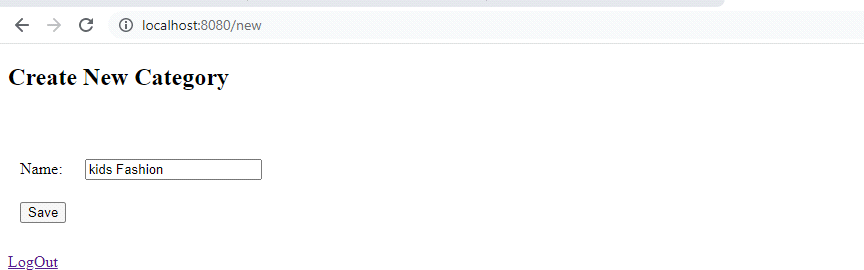 localhost:8080/new
Create New Category
Name: kids Fashion
Save
LogOut